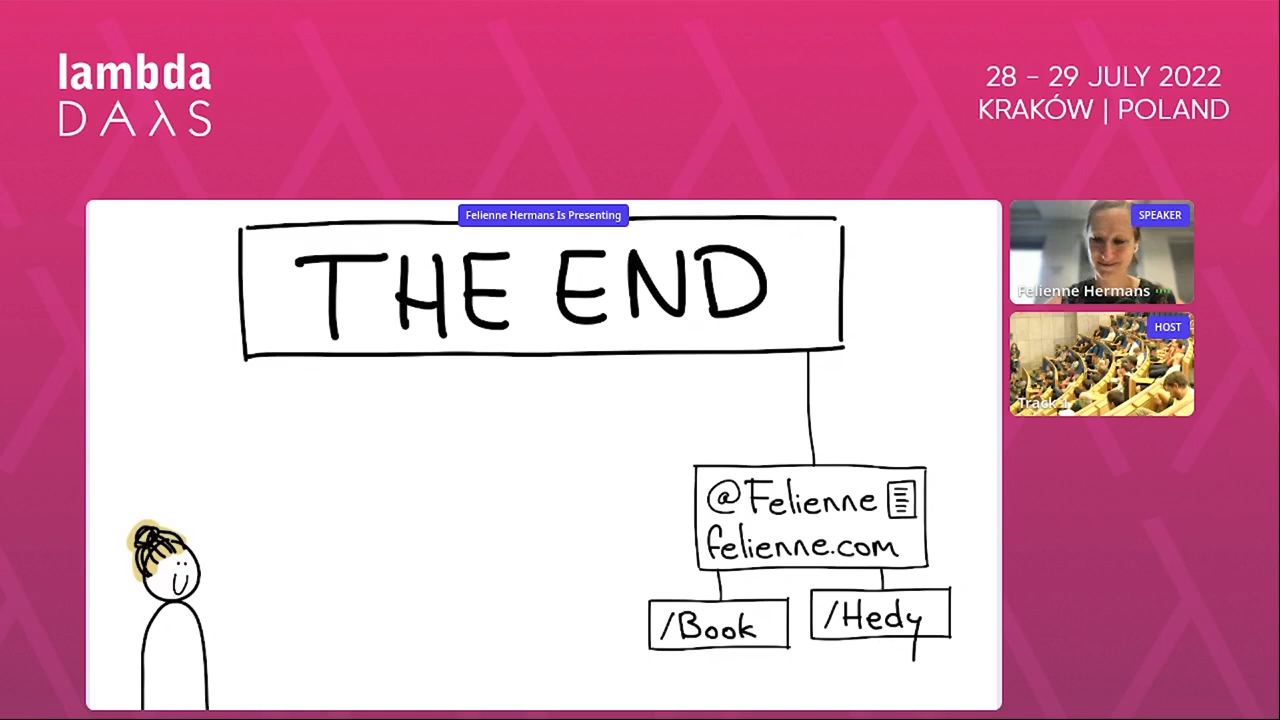 lambda
DAYS
28 – 29 JULY 2022
KRAKÓW | POLAND
Felienne Hermans Is Presenting
THE END
@Felienne
felienne.com
/Book
/Hedy
SPEAKER
Felienne Hermans
HOST
Track 1